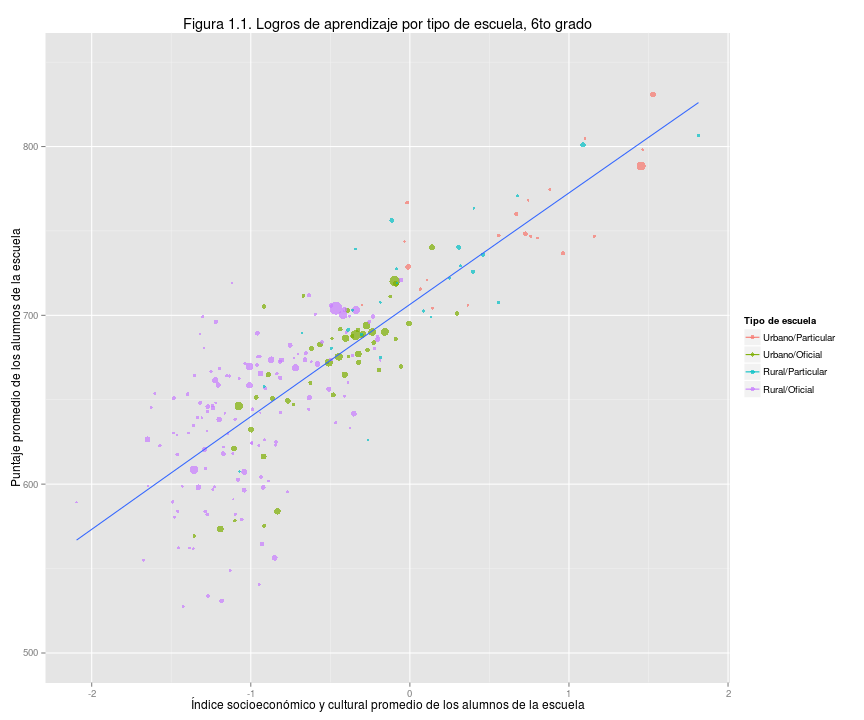 Figura 1.1. Logros de aprendizaje por tipo de escuela, 6to grado
Puntaje promedio de los alumnos de la escuela
800
700
600
500
-2
-1
0
1
2
Índice socioeconómico y cultural promedio de los alumnos de la escuela
Tipo de escuela
Urbano/Particular
Urbano/Oficial
Rural/Particular
Rural/Oficial